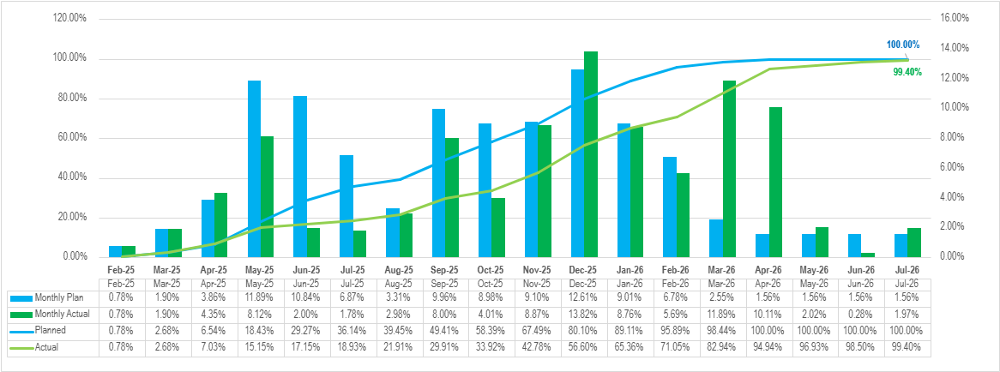 120.00% 16.00%
100.00%
14.00%
100.00%
99.40%
12.00%
80.00%
10.00%
60.00% 8.00%
6.00%
40.00%
4.00%
20.00%
2.00%
0.00% 0.00%
Feb-25 Mar-25 Apr-25 May-25 Jun-25 Jul-25 Aug-25 Sep-25 Oct-25 Nov-25 Dec-25 Jan-26 Feb-26 Mar-26 Apr-26 May-26 Jun-26 Jul-26
Feb-25 Mar-25 Apr-25 May-25 Jun-25 Jul-25 Aug-25 Sep-25 Oct-25 Nov-25 Dec-25 Jan-26 Feb-26 Mar-26 Apr-26 May-26 Jun-26 Jul-26
Monthly Plan 0.78% 1.90% 3.86% 11.89% 10.84% 6.87% 3.31% 9.96% 8.98% 9.10% 12.61% 9.01% 6.78% 2.55% 1.56% 1.56% 1.56% 1.56%
Monthly Actual 0.78% 1.90% 4.35% 8.12% 2.00% 1.78% 2.98% 8.00% 4.01% 8.87% 13.82% 8.76% 5.69% 11.89% 10.11% 2.02% 0.28% 1.97%
Planned 0.78% 2.68% 6.54% 18.43% 29.27% 36.14% 39.45% 49.41% 58.39% 67.49% 80.10% 89.11% 95.89% 98.44% 100.00% 100.00% 100.00% 100.00%
Actual 0.78% 2.68% 7.03% 15.15% 17.15% 18.93% 21.91% 29.91% 33.92% 42.78% 56.60% 65.36% 71.05% 82.94% 94.94% 96.93% 98.50% 99.40%